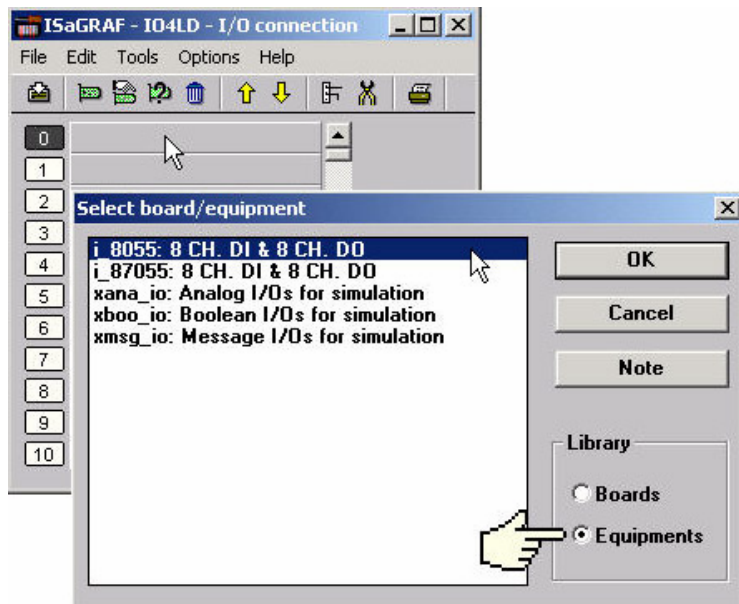 ISaGRAF - IO4LD - I/O connection
File Edit Tools Options Help
0
1
2
3
4
5
6
7
8
9
10
Select board/equipment
i_8055: 8 CH. DI & 8 CH. DO
i_87055: 8 CH. DI & 8 CH. DO
xana_io: Analog I/Os for simulation
xboo_io: Boolean I/Os for simulation
xmsg_io: Message I/Os for simulation
OK
Cancel
Note
Library
Boards
Equipments